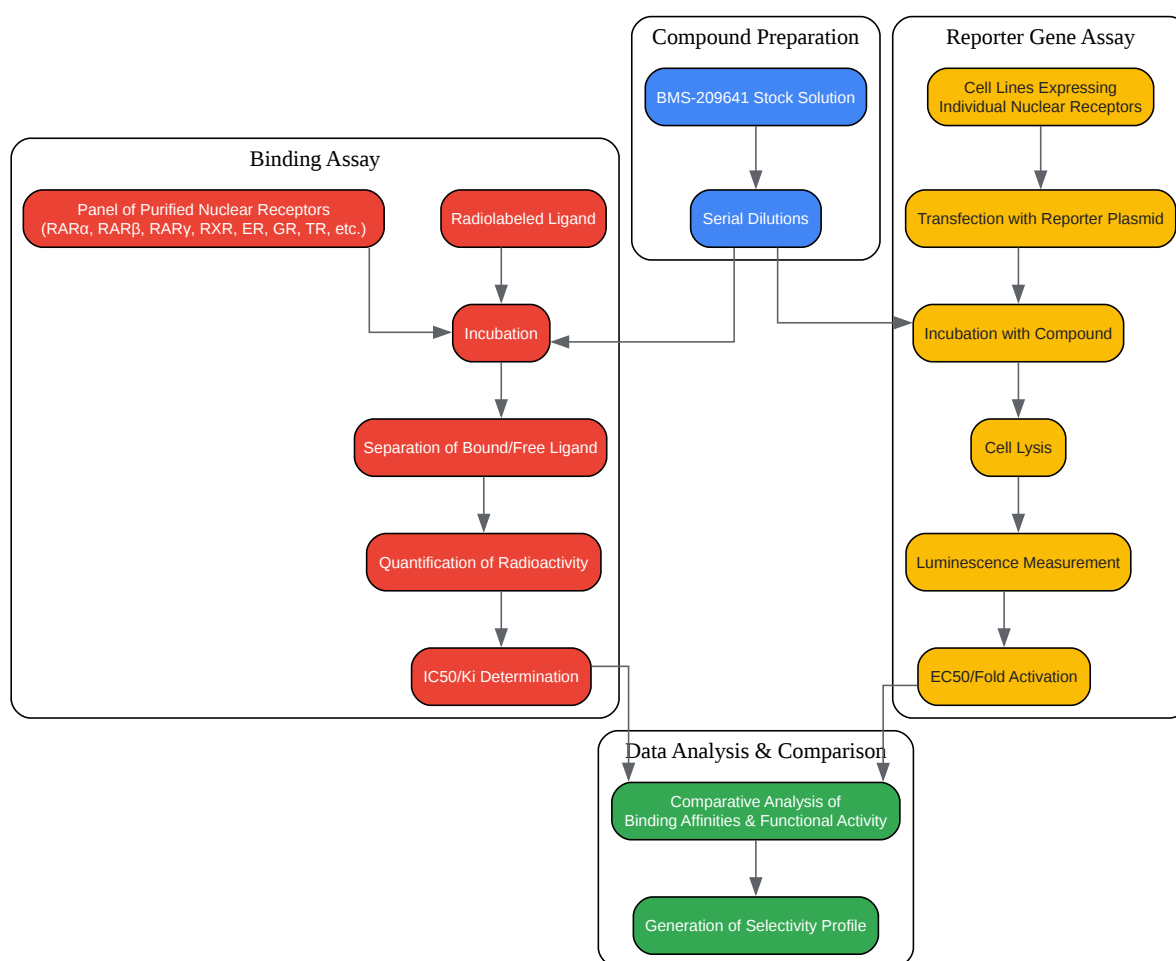 Compound Preparation
BMS-209641 Stock Solution
Serial Dilutions
Binding Assay
Panel of Purified Nuclear Receptors
(RARα, RARβ, RARγ, RXR, ER, GR, TR, etc.)
Radiolabeled Ligand
Incubation
Separation of Bound/Free Ligand
Quantification of Radioactivity
IC50/Ki Determination
Reporter Gene Assay
Cell Lines Expressing
Individual Nuclear Receptors
Transfection with Reporter Plasmid
Incubation with Compound
Cell Lysis
Luminescence Measurement
EC50/Fold Activation
Data Analysis & Comparison
Comparative Analysis of
Binding Affinities & Functional Activity
Generation of Selectivity Profile